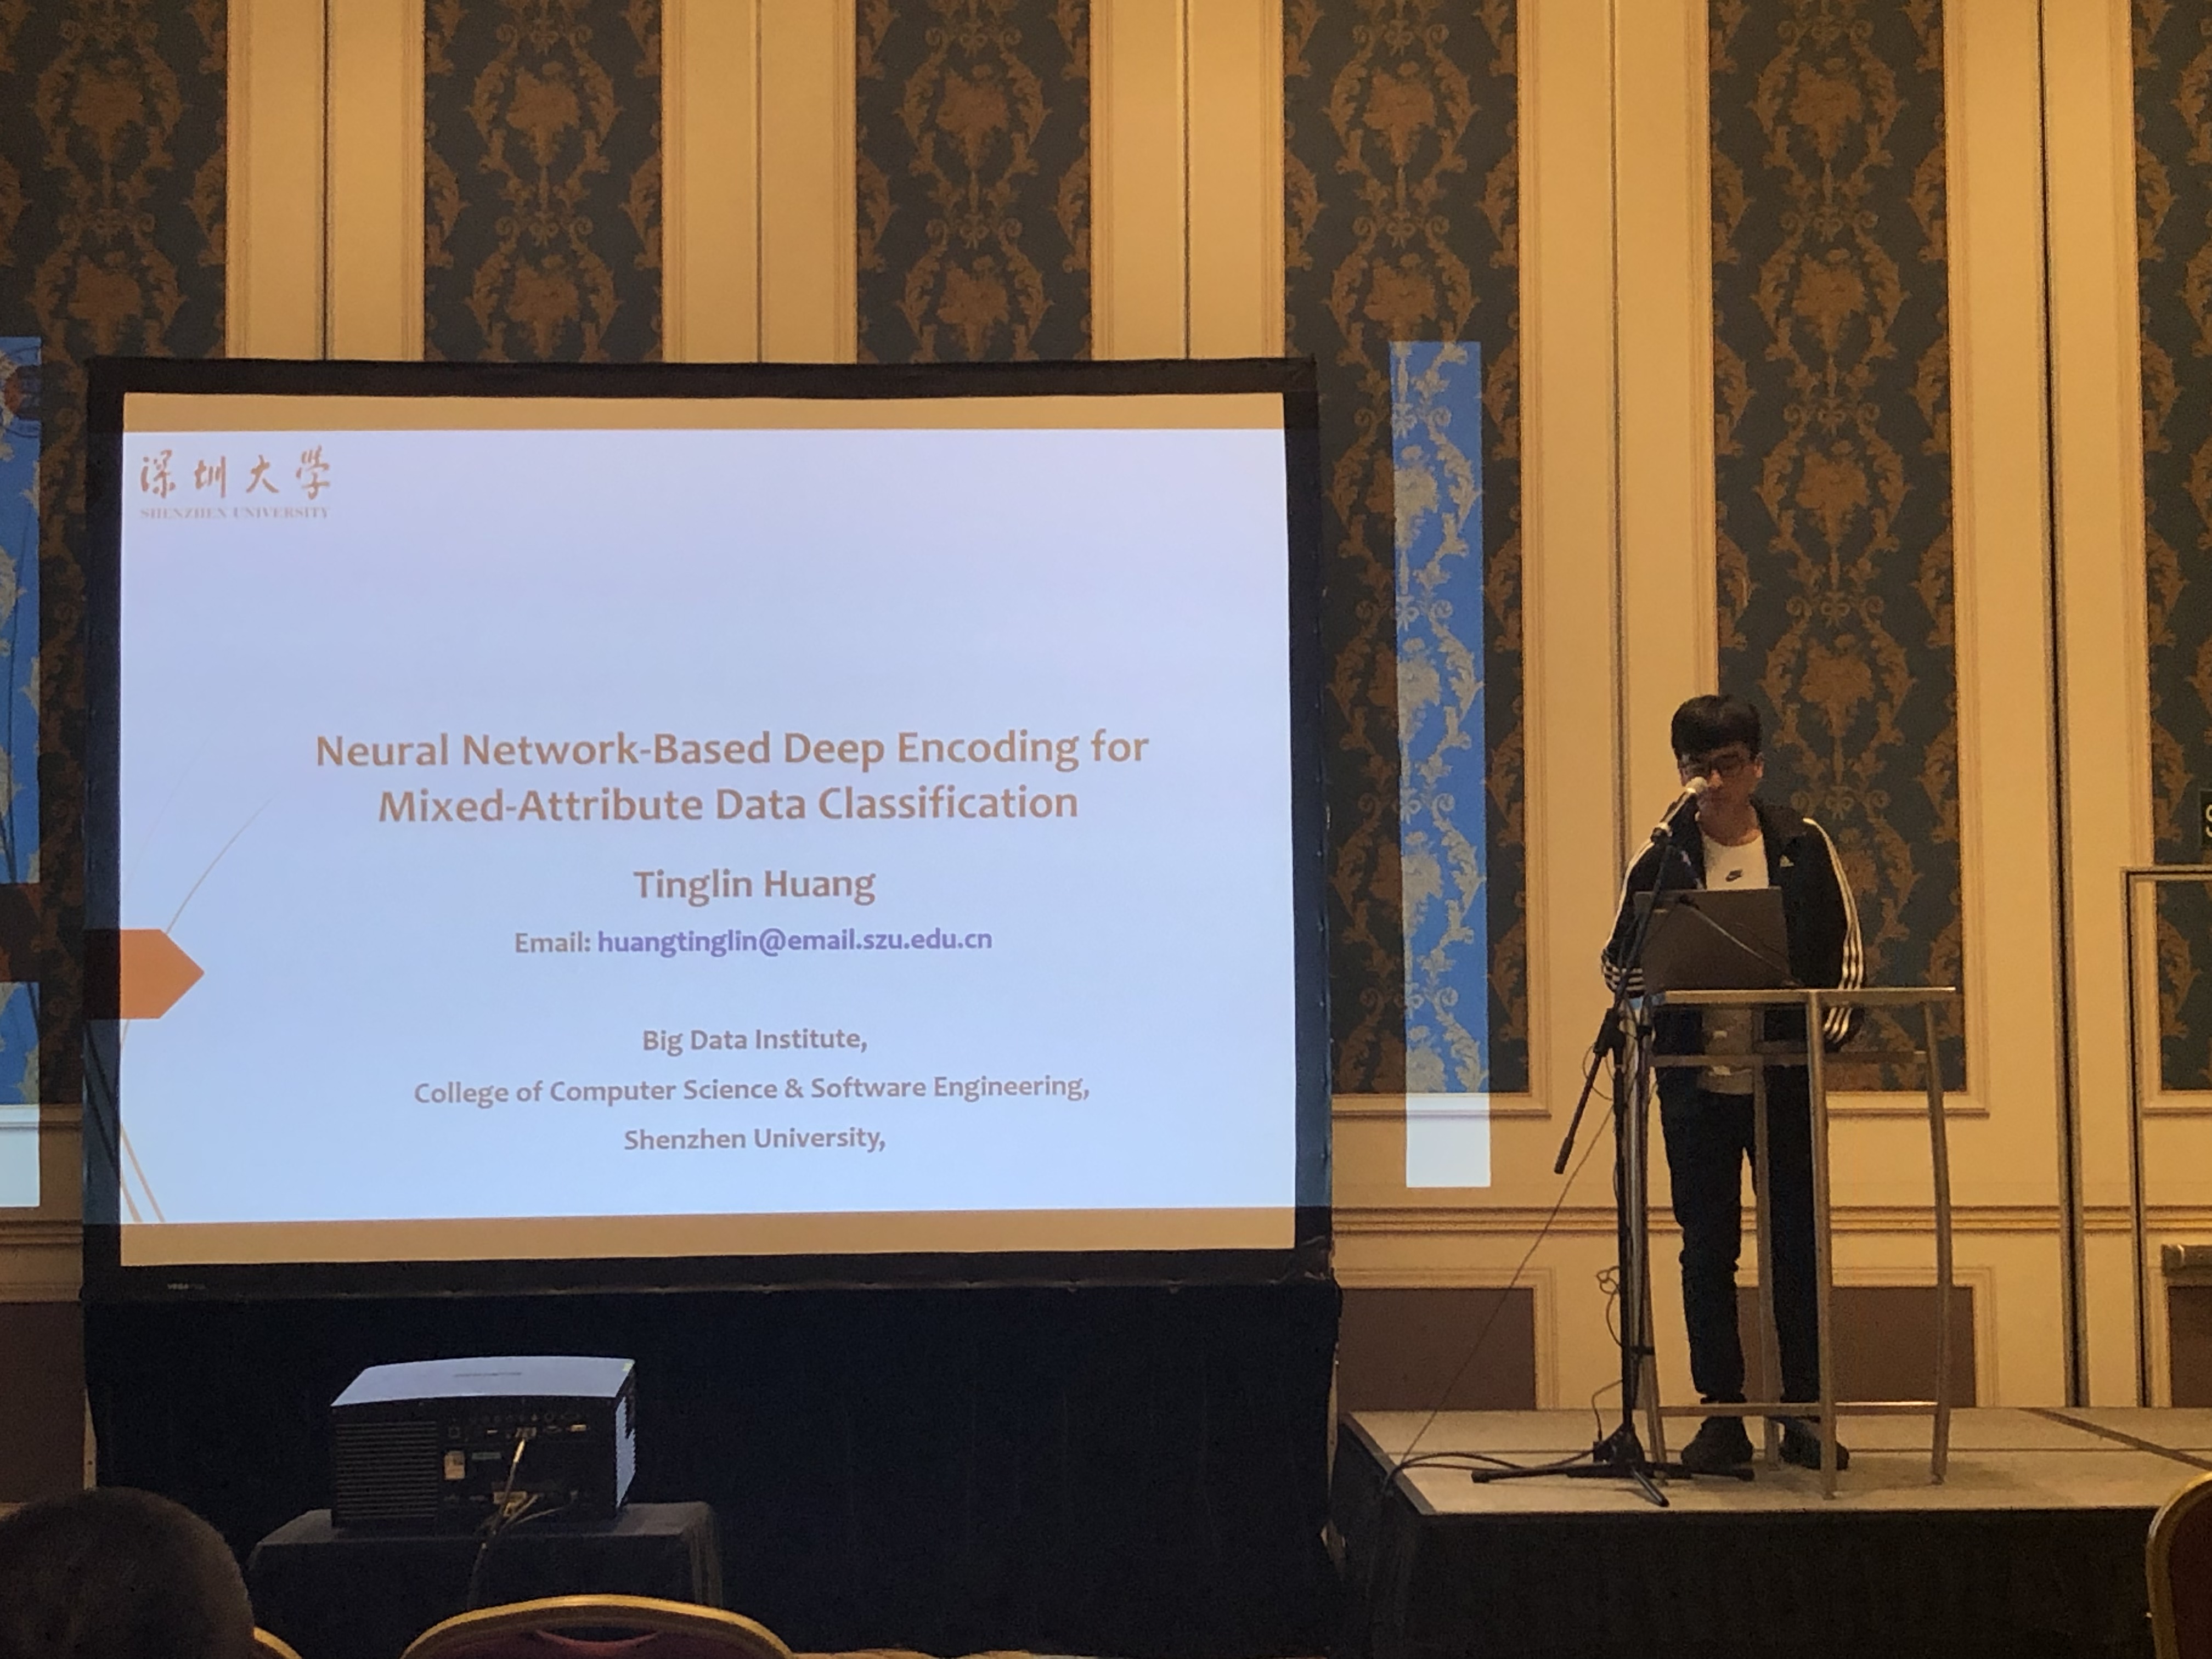 深圳大学
SHENZHEN UNIVERSITY
Neural Network-Based Deep Encoding for
Mixed-Attribute Data Classification
Tinglin Huang
Email: huangtinglin@email.szu.edu.cn
Big Data Institute,
College of Computer Science & Software Engineering,
Shenzhen University,